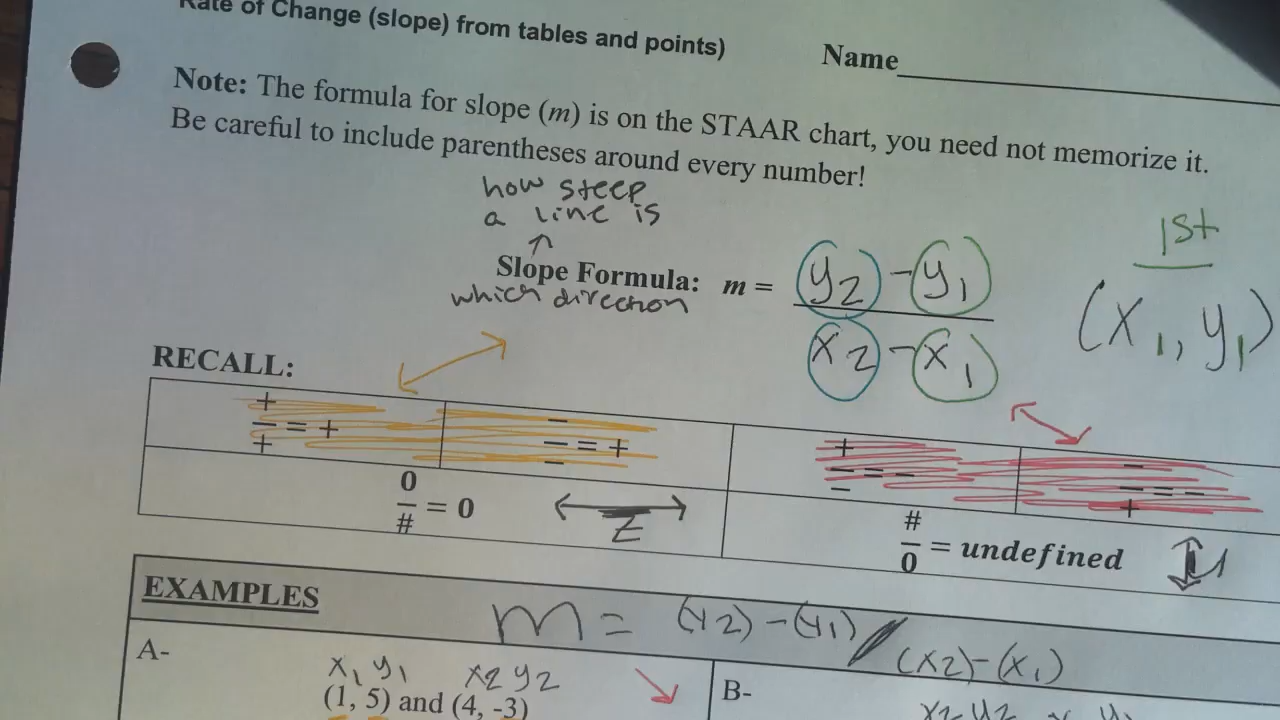 Rate of Change (slope) from tables and points)
Name
Note: The formula for slope (m) is on the STAAR chart, you need not memorize it.
Be careful to include parentheses around every number!
how steep
a line is
↑
Slope Formula: m = (y2 - y1) / (x2 - x1)
which direction
1st
(x1, y1)
RECALL:
+/+ = +
-/- = +
+/- = -
-/+ = -
0/# = 0
Z
#/0 = undefined
U
EXAMPLES
m = (y2)-(y1) / (x2)-(x1)
A-
x1 y1 x2 y2
(1, 5) and (4, -3)
B-
x2 y2